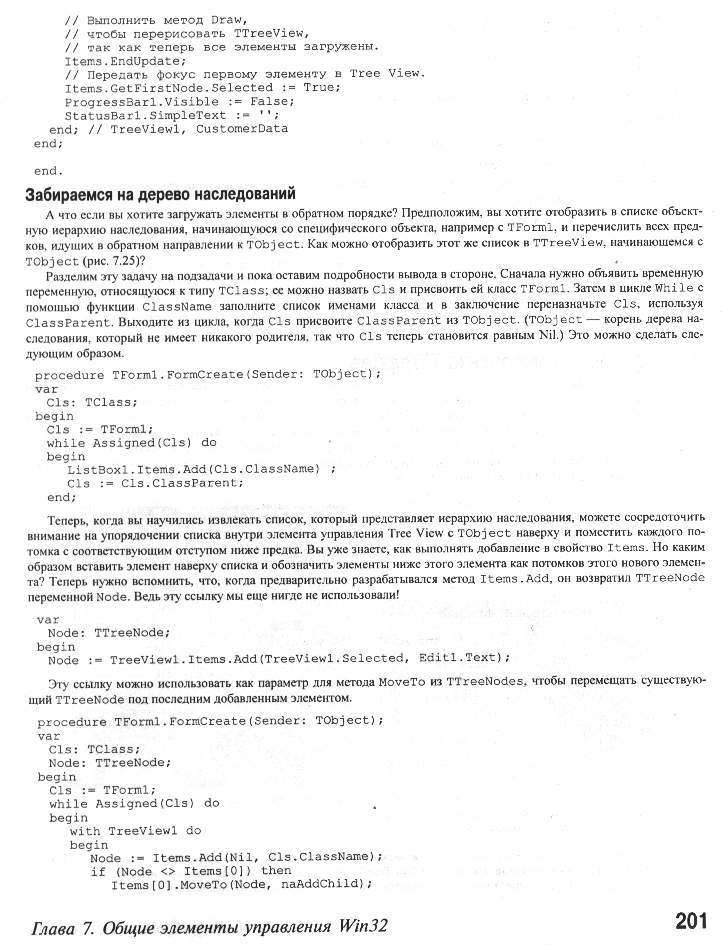 // Выполнить метод Draw,
// чтобы перерисовать TTreeView,
// так как теперь все элементы загружены.
Items.EndUpdate;
// Передать фокус первому элементу в Tree View.
Items.GetFirstNode.Selected := True;
ProgressBar1.Visible := False;
StatusBar1.SimpleText := '';
end; // TreeView1, CustomerData
end;
end.
Забираемся на дерево наследований
А что если вы хотите загружать элементы в обратном порядке? Предположим, вы хотите отобразить в списке объект-
ную иерархию наследования, начинающуюся со специфического объекта, например с TForm1, и перечислить всех пред-
ков, идущих в обратном направлении к TObject. Как можно отобразить этот же список в TTreeView, начинающемся с
TObject (рис. 7.25)?
Разделим эту задачу на подзадачи и пока оставим подробности вывода в стороне. Сначала нужно объявить временную
переменную, относящуюся к типу TClass; ее можно назвать Cls и присвоить ей класс TForm1. Затем в цикле While с
помощью функции ClassName заполните список именами класса и в заключение переназначьте Cls, используя
ClassParent. Выходите из цикла, когда Cls присвоите ClassParent из TObject. (TObject — корень дерева на-
следования, который не имеет никакого родителя, так что Cls теперь становится равным Nil.) Это можно сделать сле-
дующим образом.
procedure TForm1.FormCreate(Sender: TObject);
var
Cls: TClass;
begin
Cls := TForm1;
while Assigned(Cls) do
begin
ListBox1.Items.Add(Cls.ClassName) ;
Cls := Cls.ClassParent;
end;
Теперь, когда вы научились извлекать список, который представляет иерархию наследования, можете сосредоточить
внимание на упорядочении списка внутри элемента управления Tree View с TObject наверху и поместить каждого по-
томка с соответствующим отступом ниже предка. Вы уже знаете, как выполнять добавление в свойство Items. Но каким
образом вставить элемент наверху списка и обозначить элементы ниже этого элемента как потомков этого нового элемен-
та? Теперь нужно вспомнить, что, когда предварительно разрабатывался метод Items.Add, он возвратил TTreeNode
переменной Node. Ведь эту ссылку мы еще нигде не использовали!
var
Node: TTreeNode;
begin
Node := TreeView1.Items.Add(TreeView1.Selected, Edit1.Text);
Эту ссылку можно использовать как параметр для метода MoveTo из TTreeNodes, чтобы перемещать существую-
щий TTreeNode под последним добавленным элементом.
procedure TForm1.FormCreate(Sender: TObject);
var
Cls: TClass;
Node: TTreeNode;
begin
Cls := TForm1;
while Assigned(Cls) do
begin
with TreeView1 do
begin
Node := Items.Add(Nil, Cls.ClassName);
if (Node <> Items[0]) then
Items[0].MoveTo(Node, naAddChild);
Глава 7. Общие элементы управления Win32
201